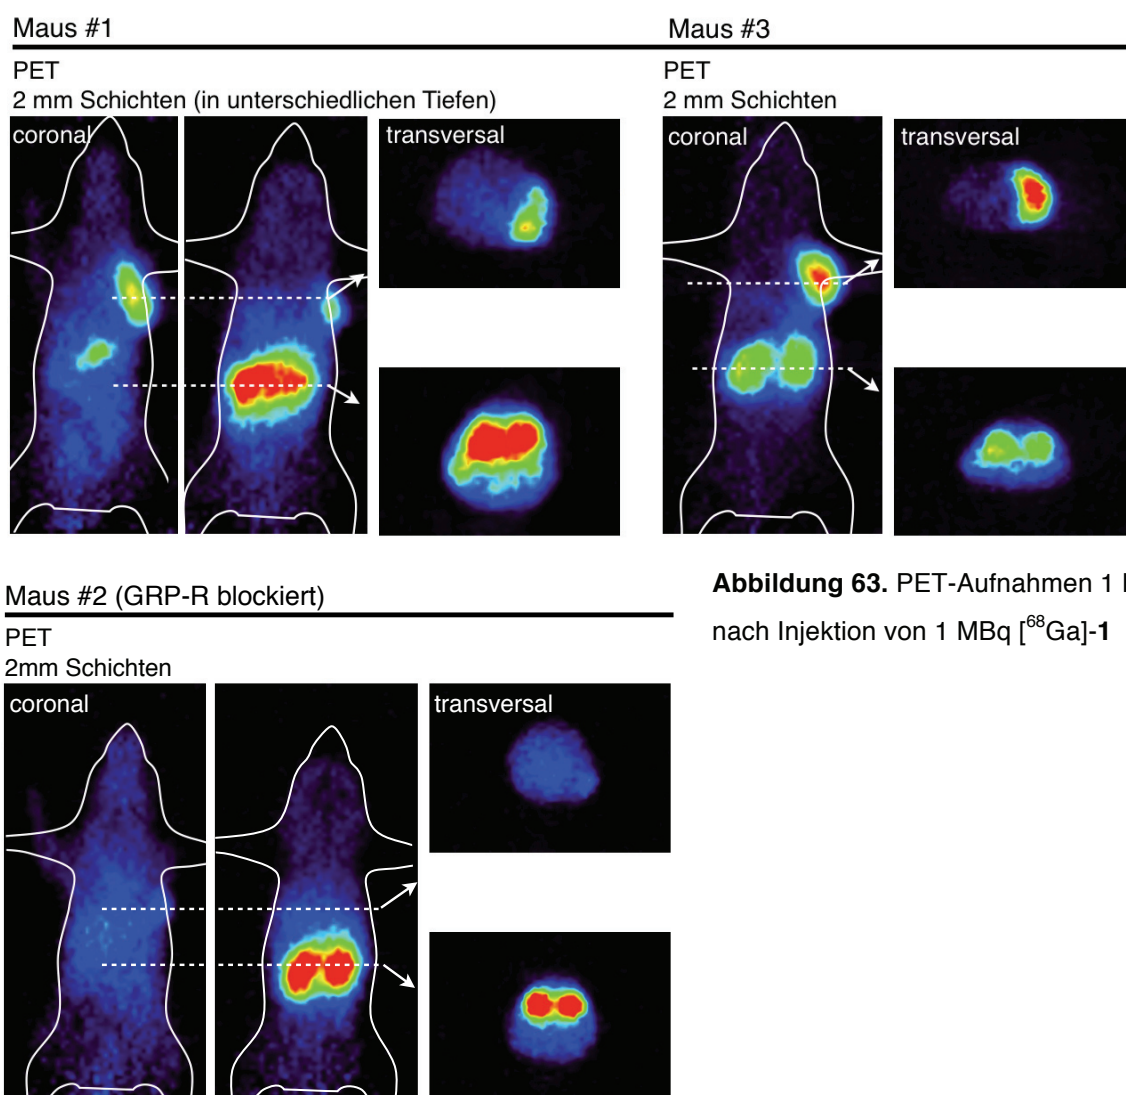 Maus #1
PET
2 mm Schichten (in unterschiedlichen Tiefen)
coronal
transversal
Maus #3
PET
2 mm Schichten
coronal
transversal
Maus #2 (GRP-R blockiert)
PET
2mm Schichten
coronal
transversal
Abbildung 63. PET-Aufnahmen 1
nach Injektion von 1 MBq [⁶⁸Ga]-1